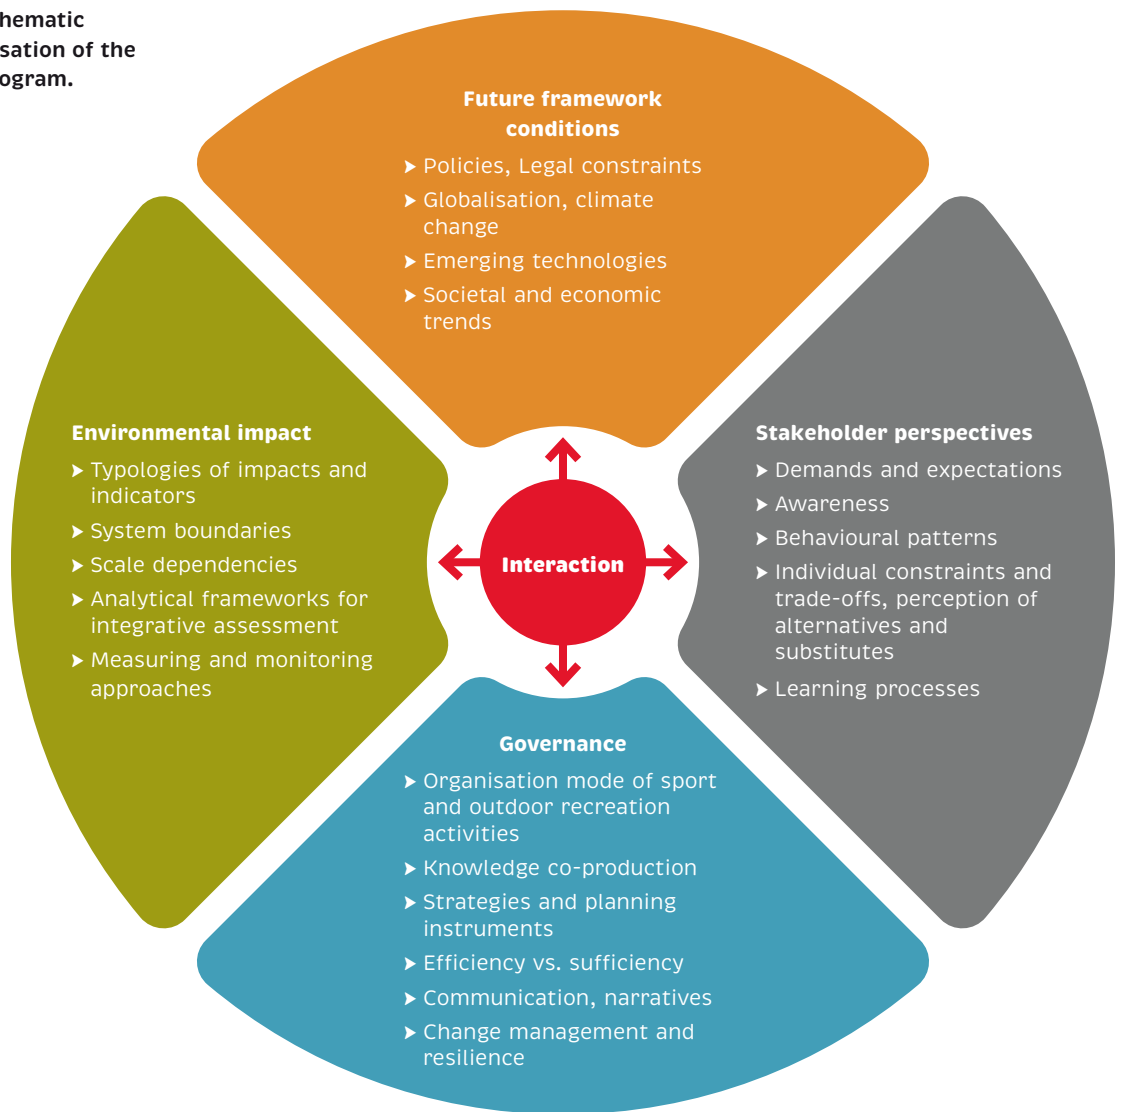 hematic
sation of the
ogram.
Future framework
conditions
➤ Policies, Legal constraints
➤ Globalisation, climate
change
➤ Emerging technologies
➤ Societal and economic
trends
Environmental impact
➤ Typologies of impacts and
indicators
➤ System boundaries
➤ Scale dependencies
➤ Analytical frameworks for
integrative assessment
➤ Measuring and monitoring
approaches
Interaction
Stakeholder perspectives
➤ Demands and expectations
➤ Awareness
➤ Behavioural patterns
➤ Individual constraints and
trade-offs, perception of
alternatives and
substitutes
➤ Learning processes
Governance
➤ Organisation mode of sport
and outdoor recreation
activities
➤ Knowledge co-production
➤ Strategies and planning
instruments
➤ Efficiency vs. sufficiency
➤ Communication, narratives
➤ Change management and
resilience